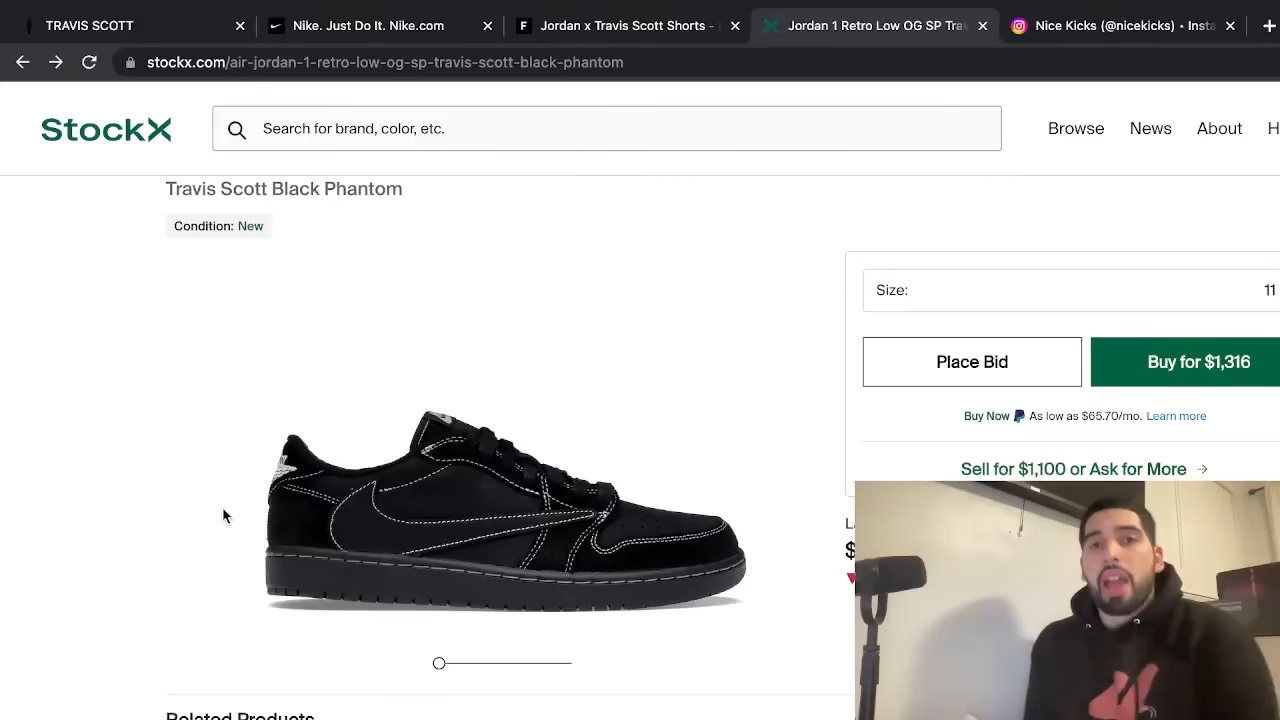 TRAVIS SCOTT
Nike. Just Do It. Nike.com
Jordan x Travis Scott Shorts -
Jordan 1 Retro Low OG SP Tra
Nice Kicks (@nicekicks) • Insta
stockx.com/air-jordan-1-retro-low-og-sp-travis-scott-black-phantom
StockX
Search for brand, color, etc.
Browse
News
About
H
Travis Scott Black Phantom
Condition: New
Size:
11
Place Bid
Buy for $1,316
Buy Now
As low as $65.70/mo. Learn more
Sell for $1,100 or Ask for More →
L
$
Related Products